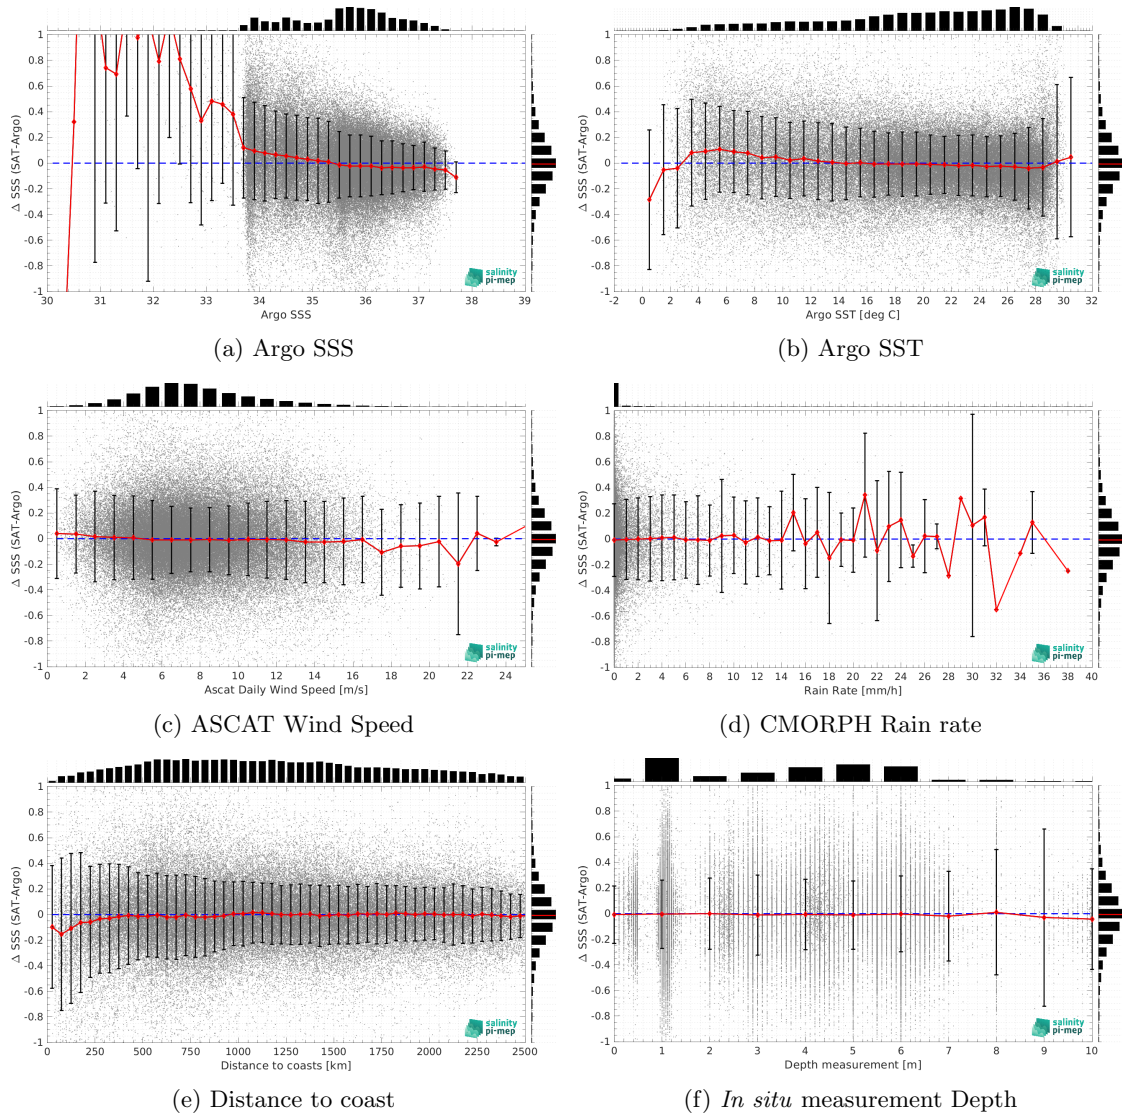 1
0.8
0.6
0.4
0.2
0
-0.2
-0.4
-0.6
-0.8
-1
Δ SSS (SAT-Argo)
30 31 32 33 34 35 36 37 38 39
Argo SSS
salinity
pi-mep
(a) Argo SSS
1
0.8
0.6
0.4
0.2
0
-0.2
-0.4
-0.6
-0.8
-1
Δ SSS (SAT-Argo)
-2 0 2 4 6 8 10 12 14 16 18 20 22 24 26 28 30 32
Argo SST [deg C]
salinity
pi-mep
(b) Argo SST
1
0.8
0.6
0.4
0.2
0
-0.2
-0.4
-0.6
-0.8
-1
Δ SSS (SAT-Argo)
0 2 4 6 8 10 12 14 16 18 20 22 24
Ascat Daily Wind Speed [m/s]
salinity
pi-mep
(c) ASCAT Wind Speed
1
0.8
0.6
0.4
0.2
0
-0.2
-0.4
-0.6
-0.8
-1
Δ SSS (SAT-Argo)
0 2 4 6 8 10 12 14 16 18 20 22 24 26 28 30 32 34 36 38 40
Rain Rate [mm/h]
salinity
pi-mep
(d) CMORPH Rain rate
1
0.8
0.6
0.4
0.2
0
-0.2
-0.4
-0.6
-0.8
-1
Δ SSS (SAT-Argo)
0 250 500 750 1000 1250 1500 1750 2000 2250 2500
Distance to coasts [km]
salinity
pi-mep
(e) Distance to coast
1
0.8
0.6
0.4
0.2
0
-0.2
-0.4
-0.6
-0.8
-1
Δ SSS (SAT-Argo)
0 1 2 3 4 5 6 7 8 9 10
Depth measurement [m]
salinity
pi-mep
(f) In situ measurement Depth